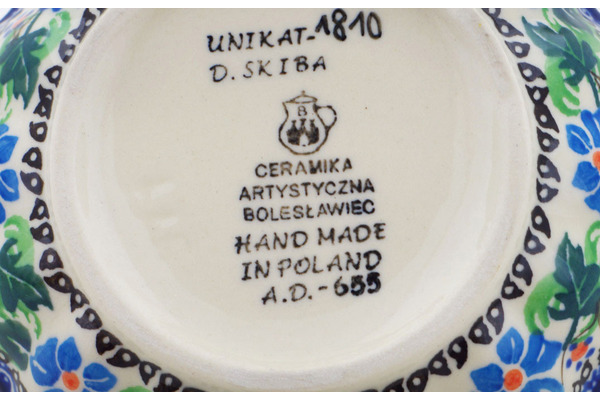 UNIKAT-1810
D. SKIBA
B
CERAMIKA
ARTYSTYCZNA
BOLESŁAWIEC
HAND MADE
IN POLAND
A.D.-655